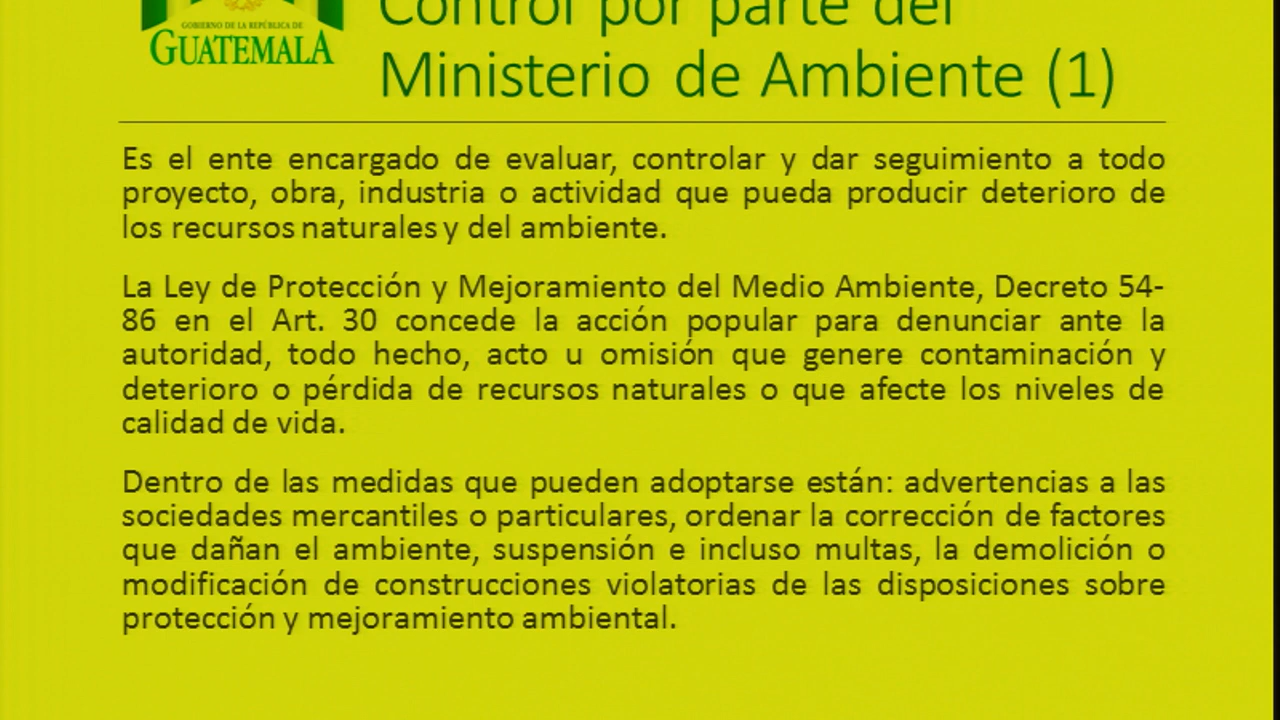 GOBIERNO DE LA REPÚBLICA DE
GUATEMALA
Control por parte del
Ministerio de Ambiente (1)
Es el ente encargado de evaluar, controlar y dar seguimiento a todo
proyecto, obra, industria o actividad que pueda producir deterioro de
los recursos naturales y del ambiente.
La Ley de Protección y Mejoramiento del Medio Ambiente, Decreto 54-
86 en el Art. 30 concede la acción popular para denunciar ante la
autoridad, todo hecho, acto u omisión que genere contaminación y
deterioro o pérdida de recursos naturales o que afecte los niveles de
calidad de vida.
Dentro de las medidas que pueden adoptarse están: advertencias a las
sociedades mercantiles o particulares, ordenar la corrección de factores
que dañan el ambiente, suspensión e incluso multas, la demolición o
modificación de construcciones violatorias de las disposiciones sobre
protección y mejoramiento ambiental.